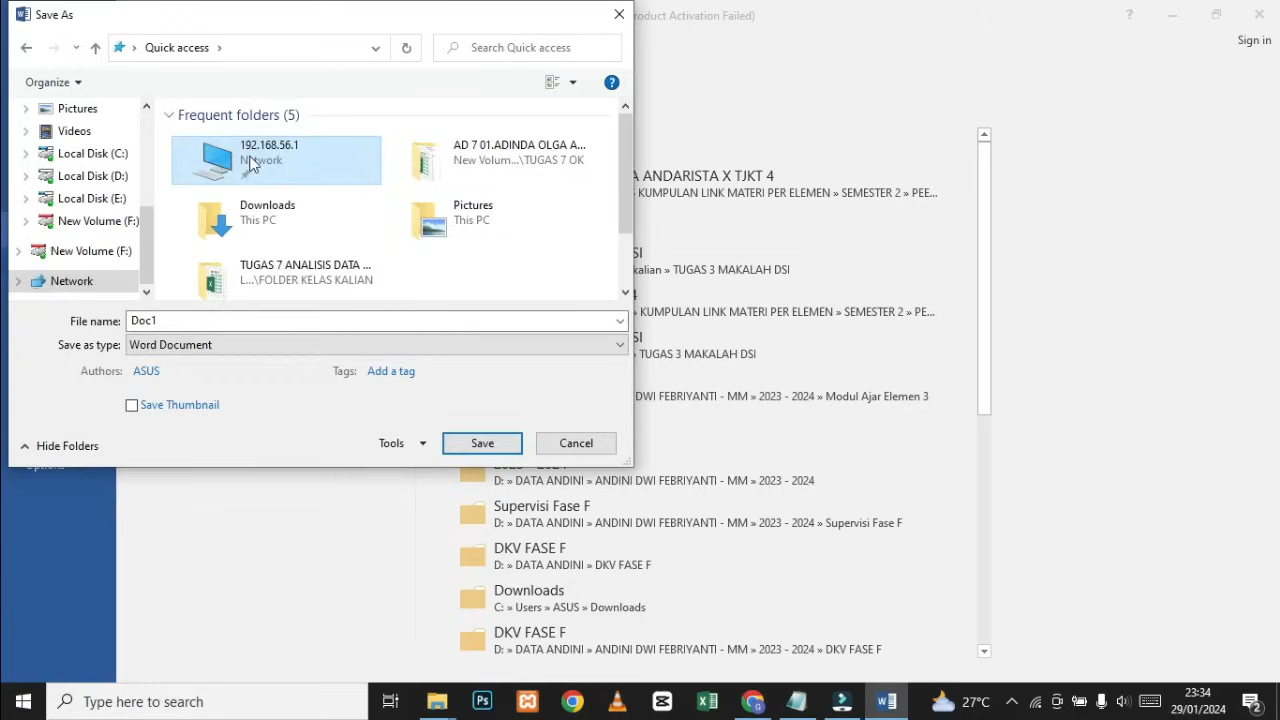 Save As
roduct Activation Failed)
?
Sign in
Quick access
Search Quick access
Organize
?
Pictures
Videos
Local Disk (C:)
Local Disk (D:)
Local Disk (E:)
New Volume (F:)
New Volume (F:)
Network
Frequent folders (5)
192.168.56.1
Network
AD 7 01.ADINDA OLGA A...
New Volum...\TUGAS 7 OK
Downloads
This PC
Pictures
This PC
TUGAS 7 ANALISIS DATA ...
L...\FOLDER KELAS KALIAN
File name: Doc1
Save as type: Word Document
Authors: ASUS
Tags: Add a tag
Save Thumbnail
Hide Folders
Tools
Save
Cancel
A ANDARISTA X TJKT 4
» KUMPULAN LINK MATERI PER ELEMEN » SEMESTER 2 » PEE...
SI
kalian » TUGAS 3 MAKALAH DSI
4
» KUMPULAN LINK MATERI PER ELEMEN » SEMESTER 2 » PE...
SI
» TUGAS 3 MAKALAH DSI
DWI FEBRIYANTI - MM » 2023 - 2024 » Modul Ajar Elemen 3
Options
2023 - 2024
D: » DATA ANDINI » ANDINI DWI FEBRIYANTI - MM » 2023 - 2024
Supervisi Fase F
D: » DATA ANDINI » ANDINI DWI FEBRIYANTI - MM » 2023 - 2024 » Supervisi Fase F
DKV FASE F
D: » DATA ANDINI » DKV FASE F
Downloads
C: » Users » ASUS » Downloads
DKV FASE F
D: » DATA ANDINI » ANDINI DWI FEBRIYANTI - MM » 2023 - 2024 » DKV FASE F
Type here to search
Ps
27°C
23:34
29/01/2024
2